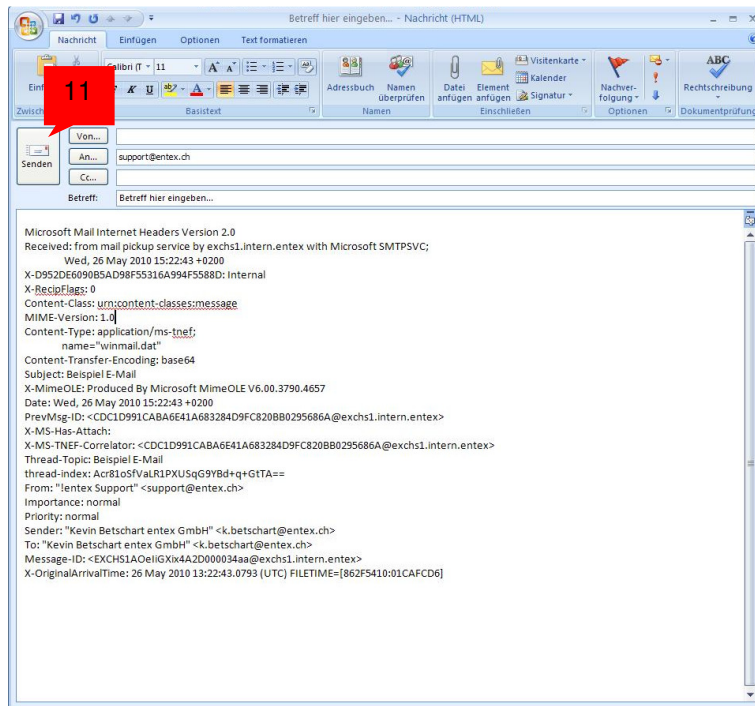 Betreff hier eingeben... - Nachricht (HTML)
Nachricht Einfügen Optionen Text formatieren
Calibri (T 11
F K U
Adressbuch Namen überprüfen
Datei anfügen Element anfügen
Visitenkarte
Kalender
Signatur
Nachver-folgung
ABC
Rechtschreibung
Basistext Namen Einschließen Optionen Dokumentprüfung
11
Senden
Von...
An... support@entex.ch
Cc...
Betreff: Betreff hier eingeben...
Microsoft Mail Internet Headers Version 2.0
Received: from mail pickup service by exchs1.intern.entex with Microsoft SMTPSVC;
Wed, 26 May 2010 15:22:43 +0200
X-D952DE6090B5AD98F55316A994F5588D: Internal
X-RecipFlags: 0
Content-Class: urn:content-classes:message
MIME-Version: 1.0
Content-Type: application/ms-tnef;
name="winmail.dat"
Content-Transfer-Encoding: base64
Subject: Beispiel E-Mail
X-MimeOLE: Produced By Microsoft MimeOLE V6.00.3790.4657
Date: Wed, 26 May 2010 15:22:43 +0200
PrevMsg-ID: <CDC1D991CABA6E41A683284D9FC820BB0295686A@exchs1.intern.entex>
X-MS-Has-Attach:
X-MS-TNEF-Correlator: <CDC1D991CABA6E41A683284D9FC820BB0295686A@exchs1.intern.entex>
Thread-Topic: Beispiel E-Mail
thread-index: Acr81oSfVaLR1PXUSqG9YBd+q+GtTA==
From: "!entex Support" <support@entex.ch>
Importance: normal
Priority: normal
Sender: "Kevin Betschart entex GmbH" <k.betschart@entex.ch>
To: "Kevin Betschart entex GmbH" <k.betschart@entex.ch>
Message-ID: <EXCHS1AOeIiGXix4A2D000034aa@exchs1.intern.entex>
X-OriginalArrivalTime: 26 May 2010 13:22:43.0793 (UTC) FILETIME=[862F5410:01CAFCD6]